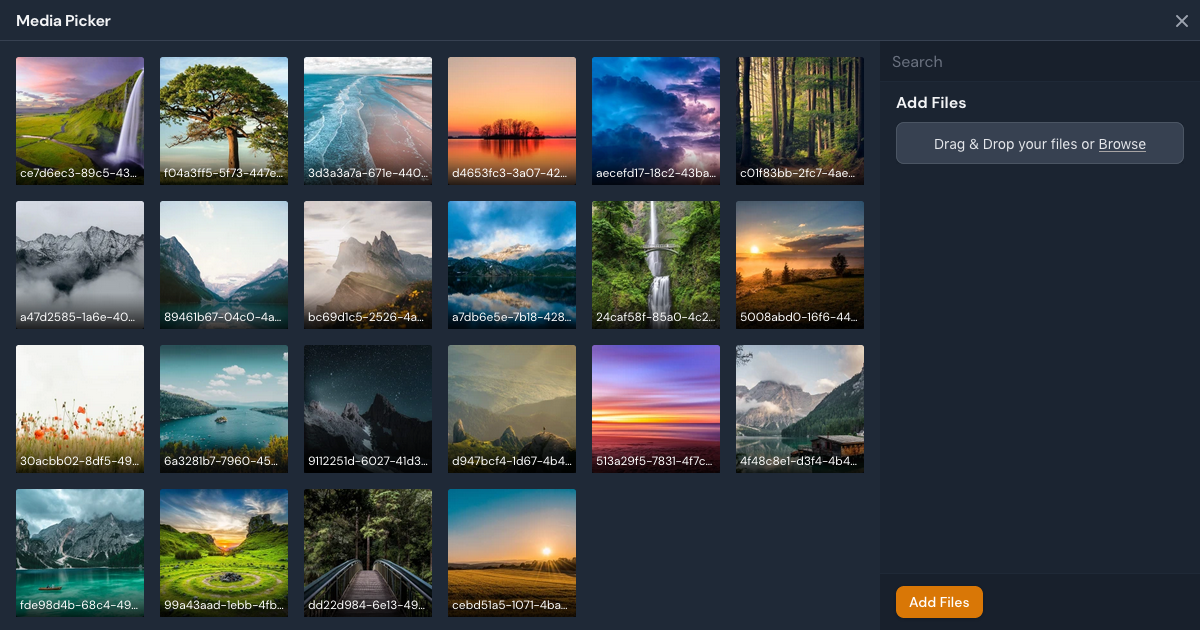 Media Picker
Search
ce7d6ec3-89c5-43...
f04a3ff5-5f73-447e...
3d3a3a7a-671e-440...
d4653fc3-3a07-42...
aecefd17-18c2-43ba...
c01f83bb-2fc7-4ae...
a47d2585-1a6e-40...
89461b67-04c0-4a...
bc69d1c5-2526-4a...
a7db6e5e-7b18-428...
24caf58f-85a0-4c2...
5008abd0-16f6-44...
30acbb02-8df5-49...
6a3281b7-7960-45...
9112251d-6027-41d3...
d947bcf4-1d67-4b4...
513a29f5-7831-4f7c...
4f48c8e1-d3f4-4b4...
fde98d4b-68c4-49...
99a43aad-1ebb-4fb...
dd22d984-6e13-49...
cebd51a5-1071-4ba...
Add Files
Drag & Drop your files or Browse
Add Files